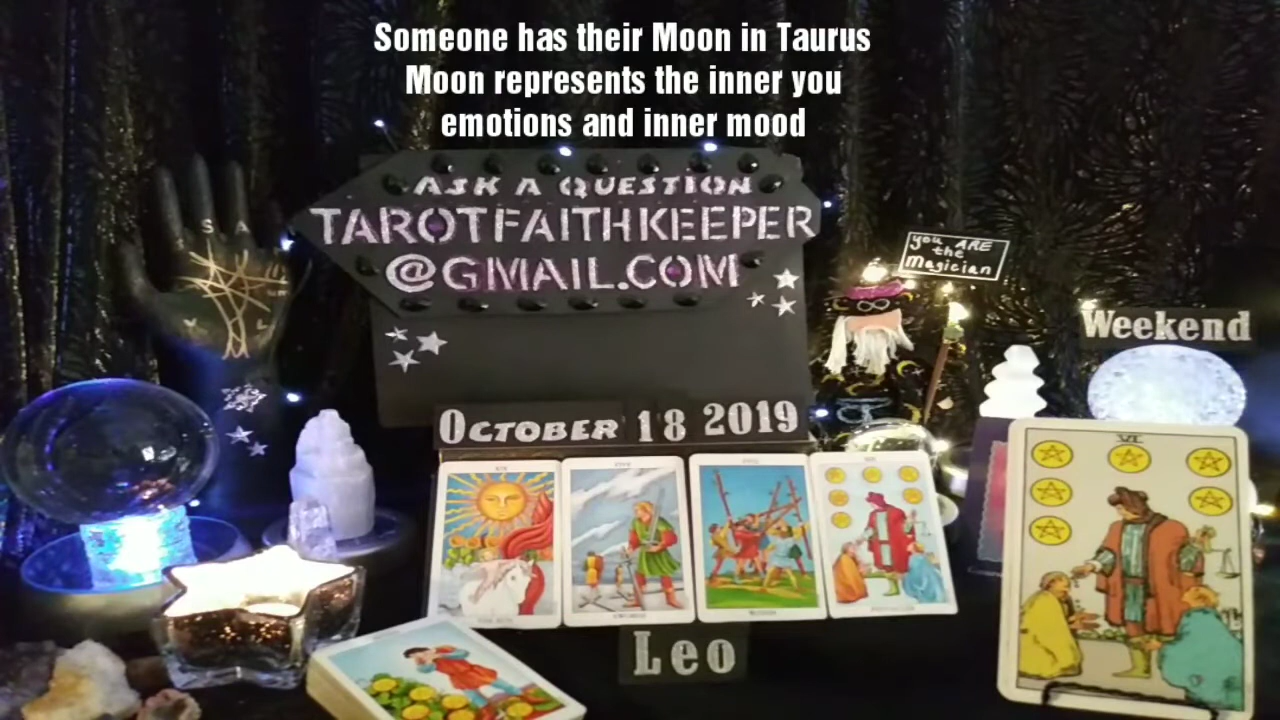 Someone has their Moon in Taurus
Moon represents the inner you
emotions and inner mood
ASK A QUESTION
TAROTFAITHKEEPER
@GMAIL.COM
you ARE
the
Magician
S A
Weekend
OCTOBER 18 2019
VI
Leo